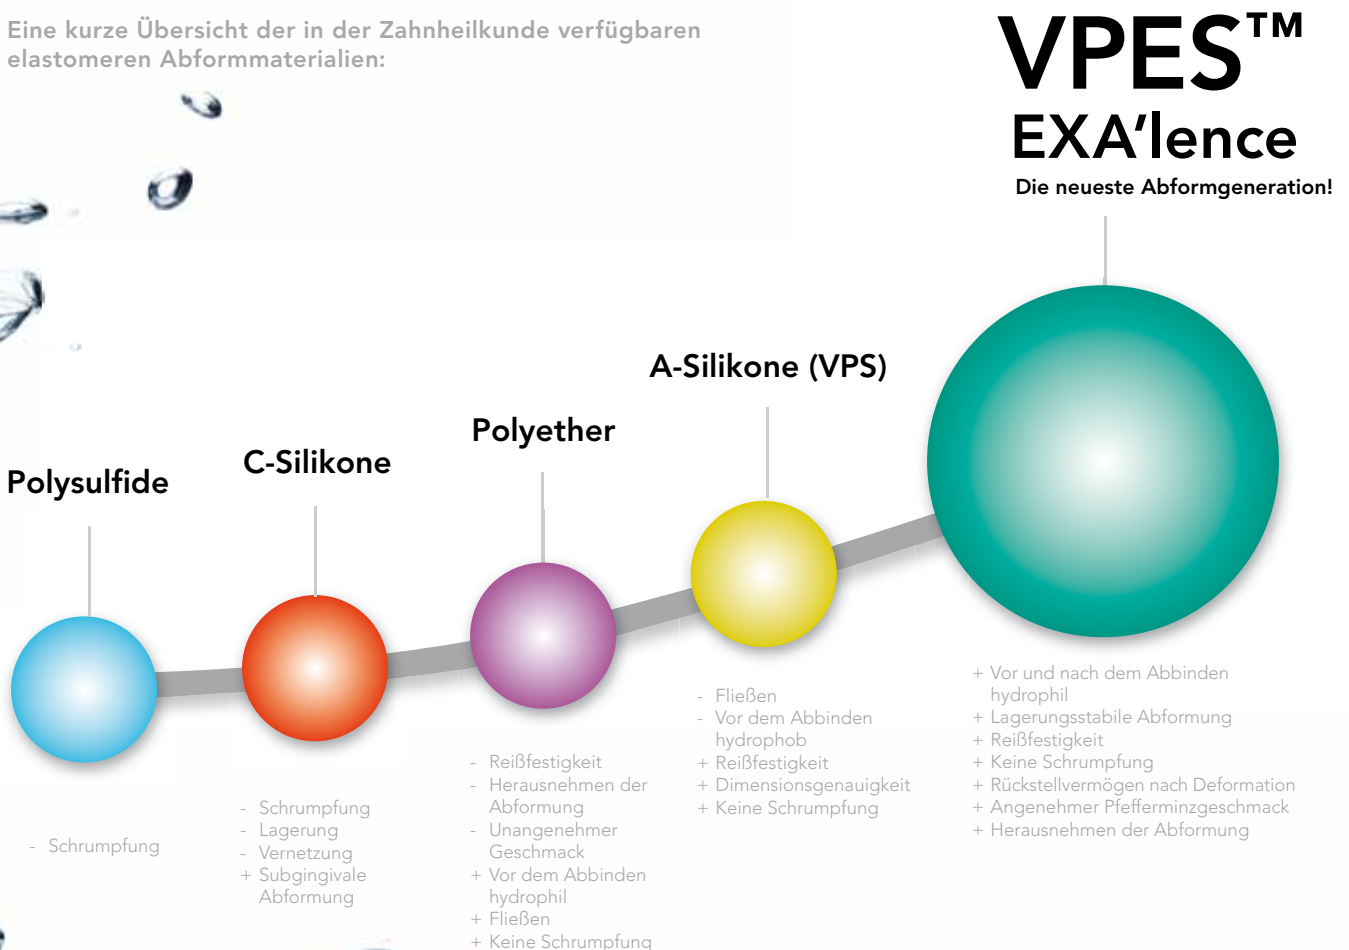 Eine kurze Übersicht der in der Zahnheilkunde verfügbaren
elastomeren Abformmaterialien:
VPES™
EXA'lence
Die neueste Abformgeneration!
Polysulfide
- Schrumpfung
C-Silikone
- Schrumpfung
- Lagerung
- Vernetzung
+ Subgingivale
Abformung
Polyether
- Reißfestigkeit
- Herausnehmen der
Abformung
- Unangenehmer
Geschmack
+ Vor dem Abbinden
hydrophil
+ Fließen
+ Keine Schrumpfung
A-Silikone (VPS)
- Fließen
- Vor dem Abbinden
hydrophob
+ Reißfestigkeit
+ Dimensionsgenauigkeit
+ Keine Schrumpfung
+ Vor und nach dem Abbinden
hydrophil
+ Lagerungsstabile Abformung
+ Reißfestigkeit
+ Keine Schrumpfung
+ Rückstellvermögen nach Deformation
+ Angenehmer Pfefferminzgeschmack
+ Herausnehmen der Abformung